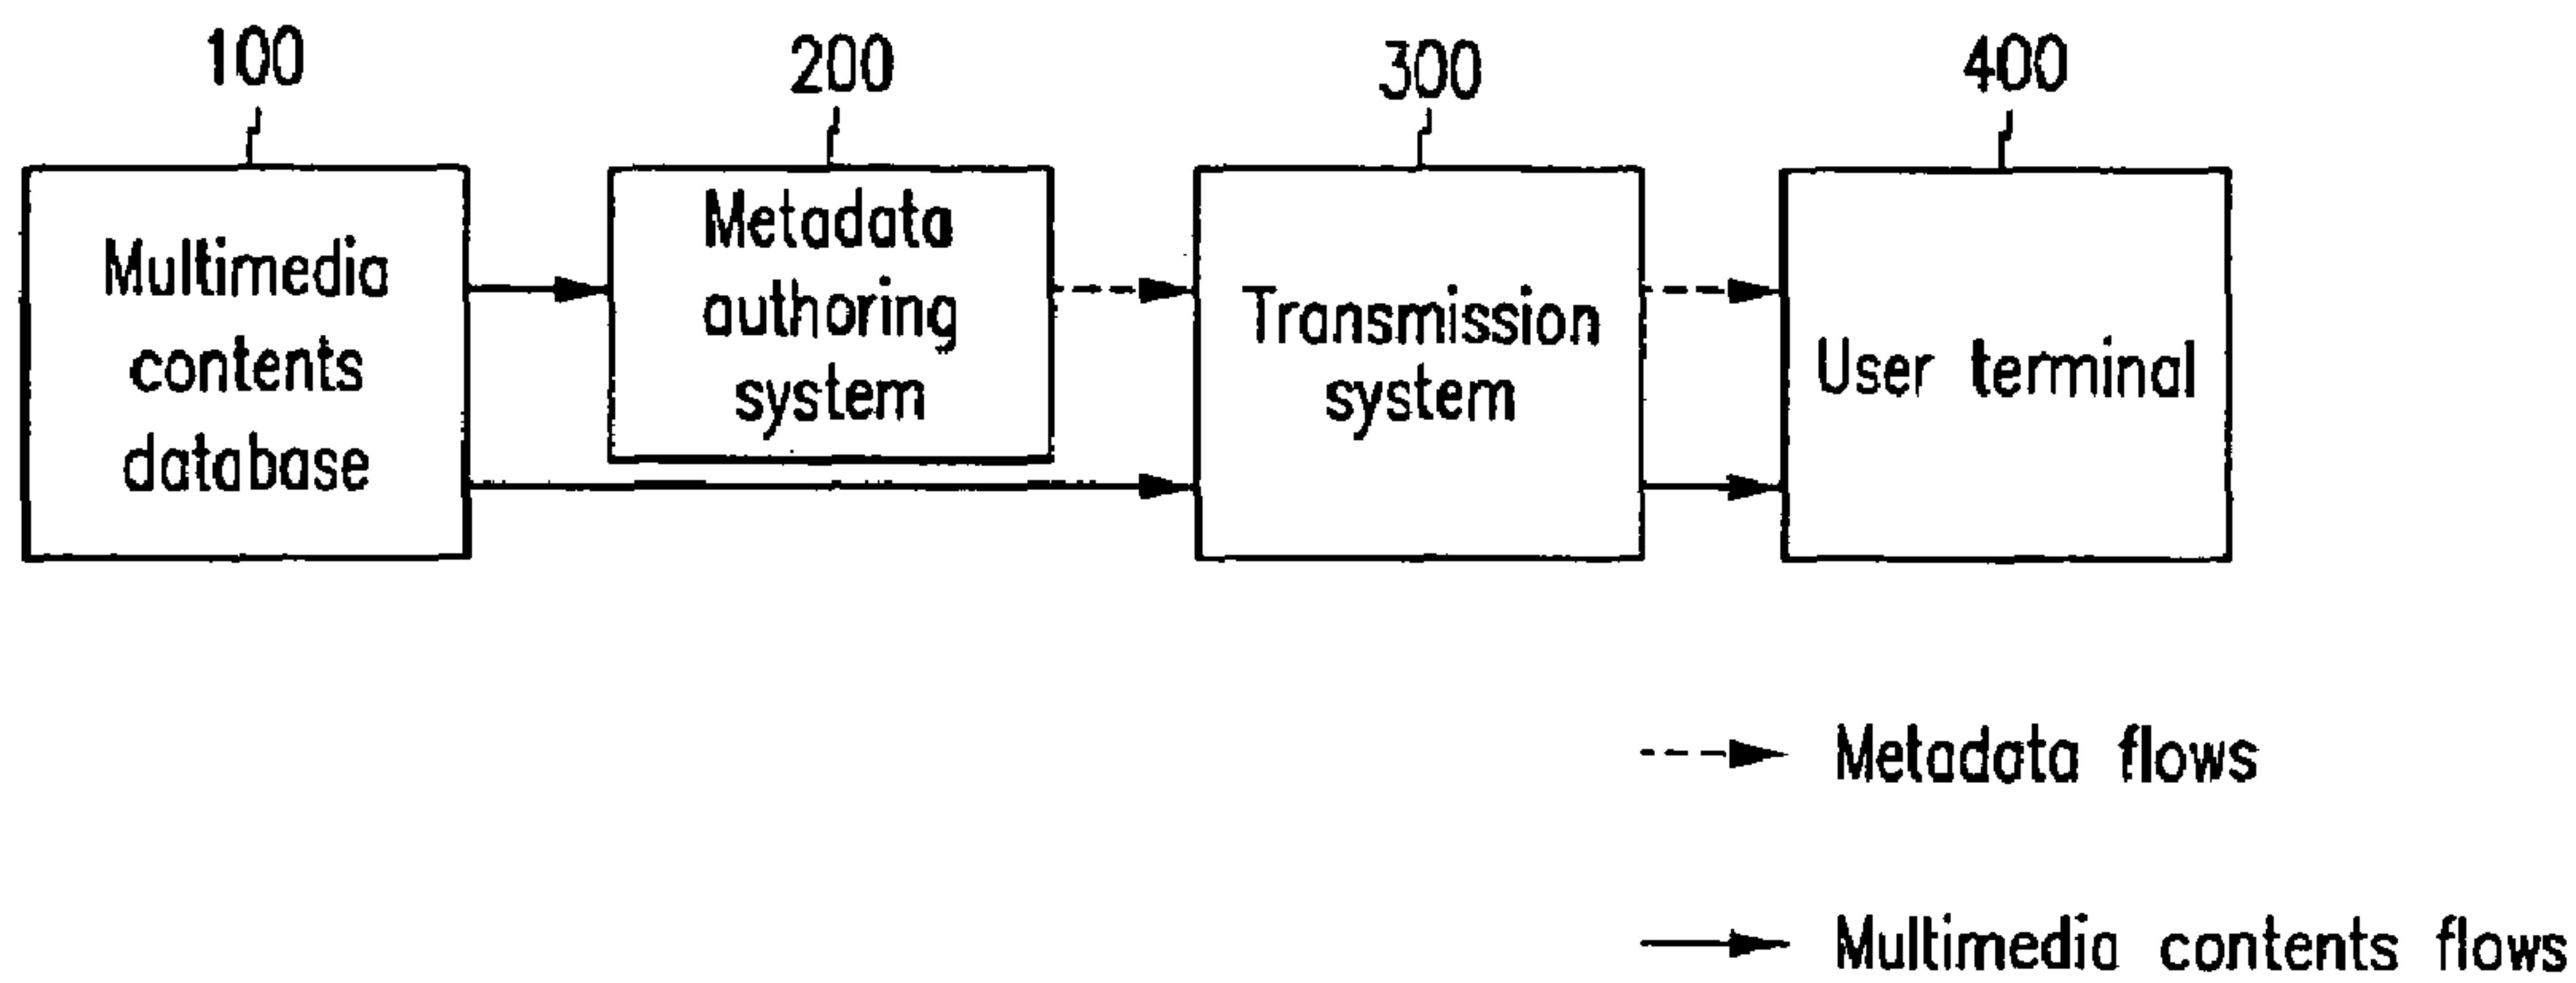 100
200
300
400
Multimedia
contents
database
Metadata
authoring
system
Transmission
system
User terminal
Metadata flows
Multimedia contents flows